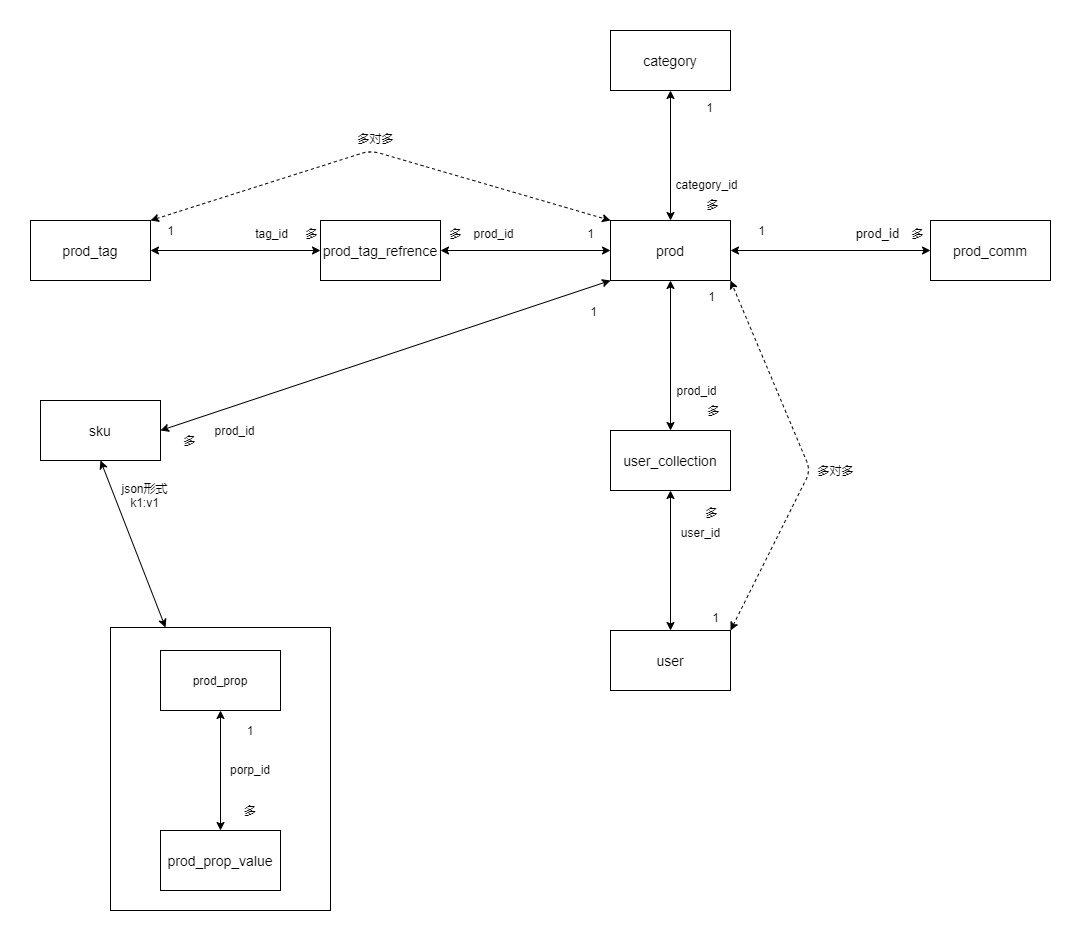 category
1
多对多
category_id
多
1
tag_id
多
多
prod_id
1
1
prod_id
多
prod_tag
prod_tag_refrence
prod
prod_comm
1
1
prod_id
多
多
prod_id
sku
user_collection
多对多
json形式
k1:v1
多
user_id
1
user
prod_prop
1
porp_id
多
prod_prop_value